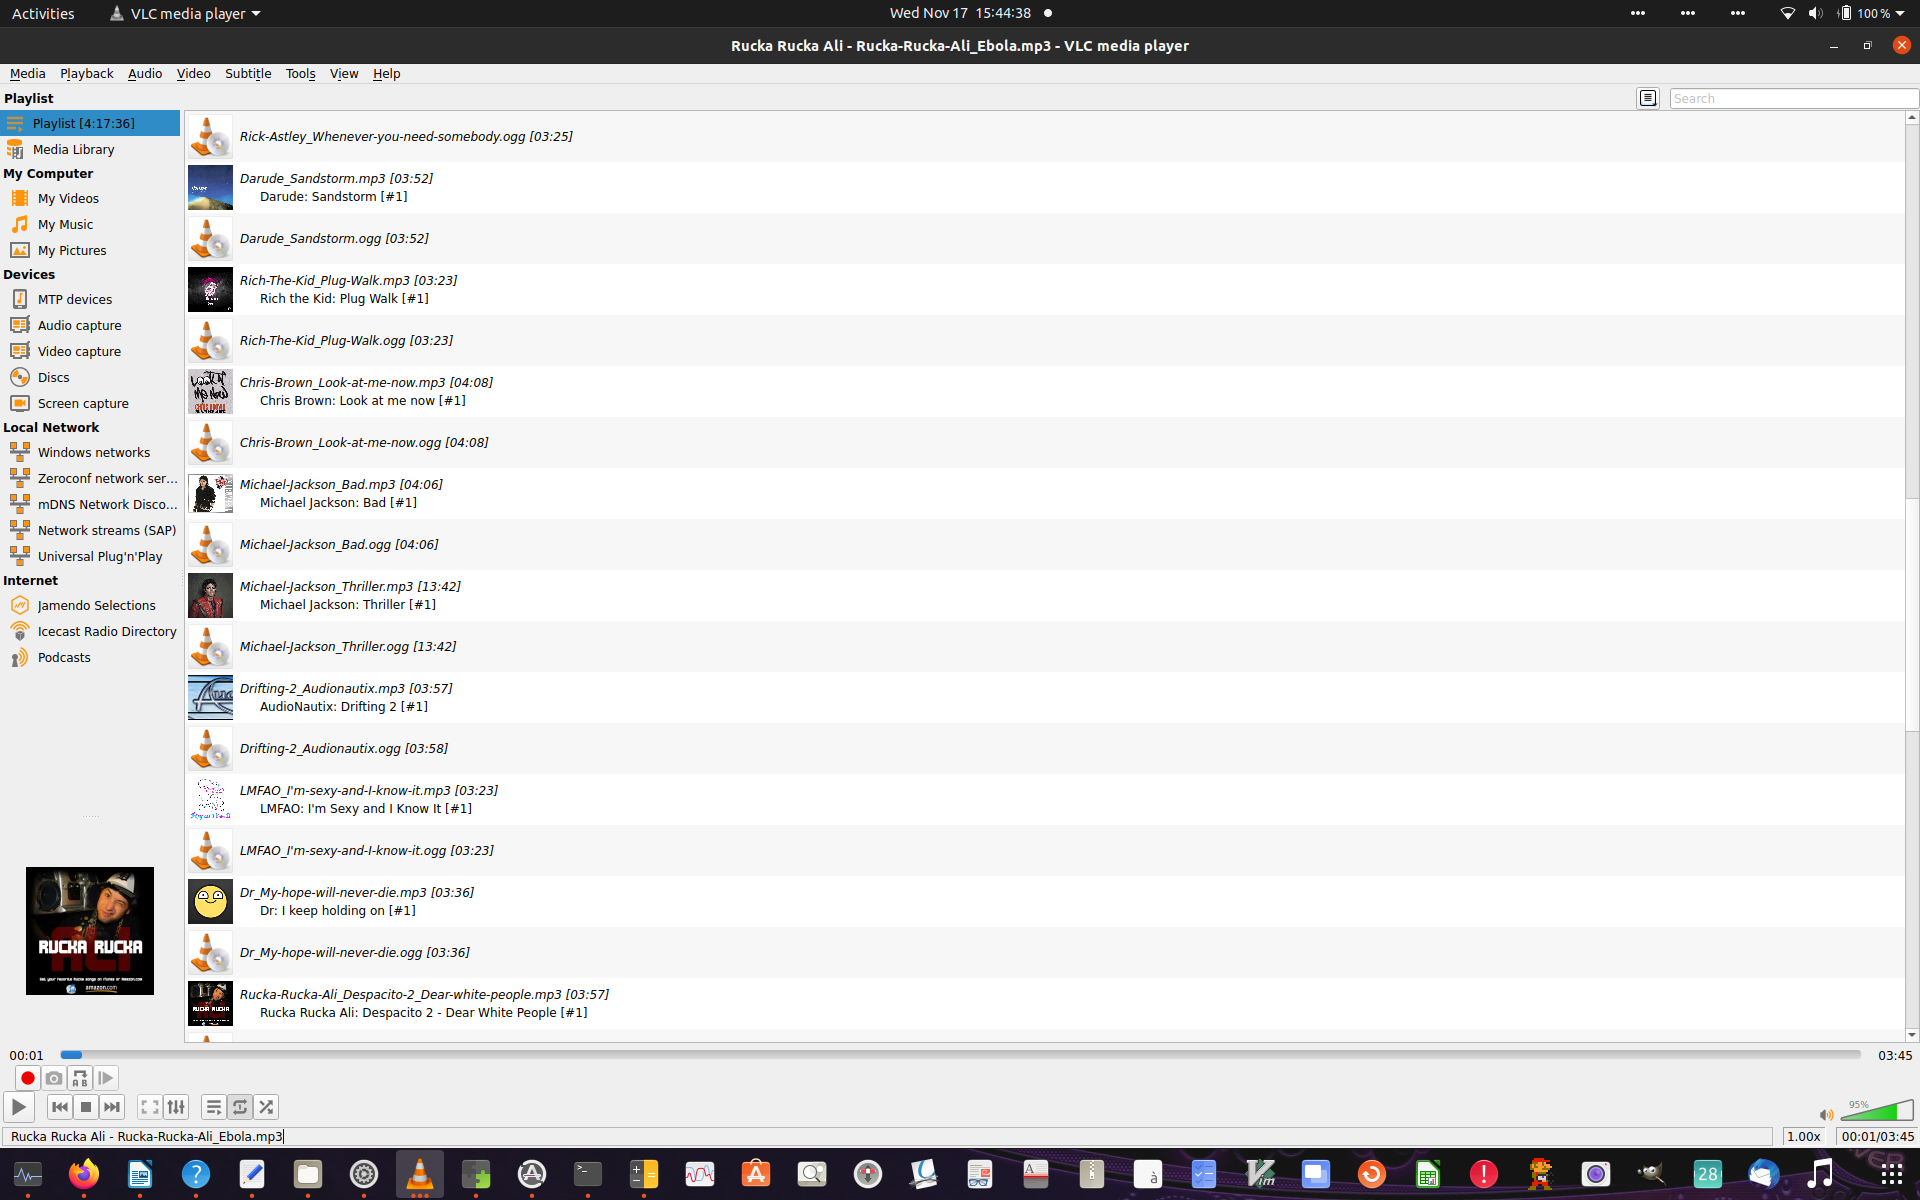 Activities
VLC media player
Wed Nov 17 15:44:38
100 %
Rucka Rucka Ali - Rucka-Rucka-Ali_Ebola.mp3 - VLC media player
Media Playback Audio Video Subtitle Tools View Help
Playlist
Search
Playlist [4:17:36]
Media Library
My Computer
My Videos
My Music
My Pictures
Devices
MTP devices
Audio capture
Video capture
Discs
Screen capture
Local Network
Windows networks
Zeroconf network ser...
mDNS Network Disco...
Network streams (SAP)
Universal Plug'n'Play
Internet
Jamendo Selections
Icecast Radio Directory
Podcasts
Rick-Astley_Whenever-you-need-somebody.ogg [03:25]
Darude_Sandstorm.mp3 [03:52]
Darude: Sandstorm [#1]
Darude_Sandstorm.ogg [03:52]
Rich-The-Kid_Plug-Walk.mp3 [03:23]
Rich the Kid: Plug Walk [#1]
Rich-The-Kid_Plug-Walk.ogg [03:23]
Chris-Brown_Look-at-me-now.mp3 [04:08]
Chris Brown: Look at me now [#1]
Chris-Brown_Look-at-me-now.ogg [04:08]
Michael-Jackson_Bad.mp3 [04:06]
Michael Jackson: Bad [#1]
Michael-Jackson_Bad.ogg [04:06]
Michael-Jackson_Thriller.mp3 [13:42]
Michael Jackson: Thriller [#1]
Michael-Jackson_Thriller.ogg [13:42]
Drifting-2_Audionautix.mp3 [03:57]
AudioNautix: Drifting 2 [#1]
Drifting-2_Audionautix.ogg [03:58]
LMFAO_I'm-sexy-and-I-know-it.mp3 [03:23]
LMFAO: I'm Sexy and I Know It [#1]
LMFAO_I'm-sexy-and-I-know-it.ogg [03:23]
Dr_My-hope-will-never-die.mp3 [03:36]
Dr: I keep holding on [#1]
Dr_My-hope-will-never-die.ogg [03:36]
Rucka-Rucka-Ali_Despacito-2_Dear-white-people.mp3 [03:57]
Rucka Rucka Ali: Despacito 2 - Dear White People [#1]
RUCKA RUCKA
ALI
amazon.com
00:01
03:45
95%
Rucka Rucka Ali - Rucka-Rucka-Ali_Ebola.mp3
1.00x
00:01/03:45
28